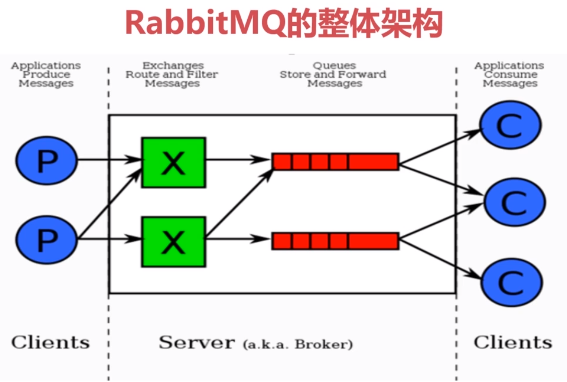 RabbitMQ的整体架构
Applications
Produce
Messages
Exchanges
Route and Filter
Messages
Queues
Store and Forward
Messages
Applications
Consume
Messages
P
X
C
P
X
C
C
Clients
Server (a.k.a. Broker)
Clients